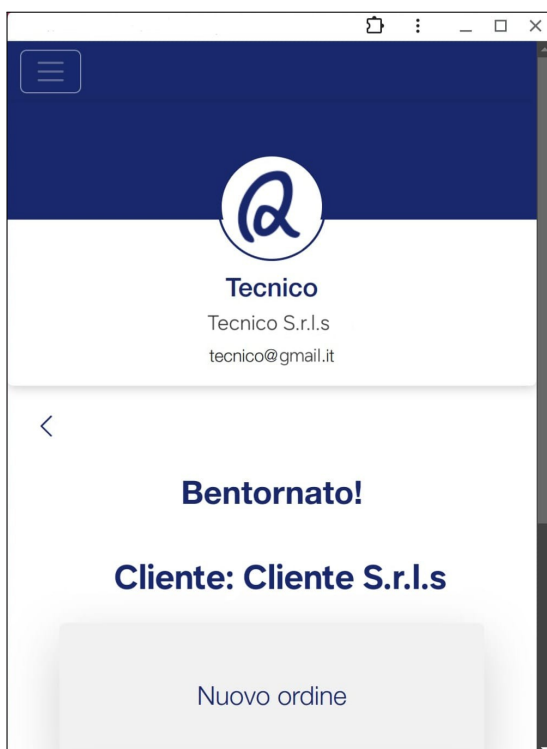 Tecnico
Tecnico S.r.l.s
tecnico@gmail.it
Bentornato!
Cliente: Cliente S.r.l.s
Nuovo ordine